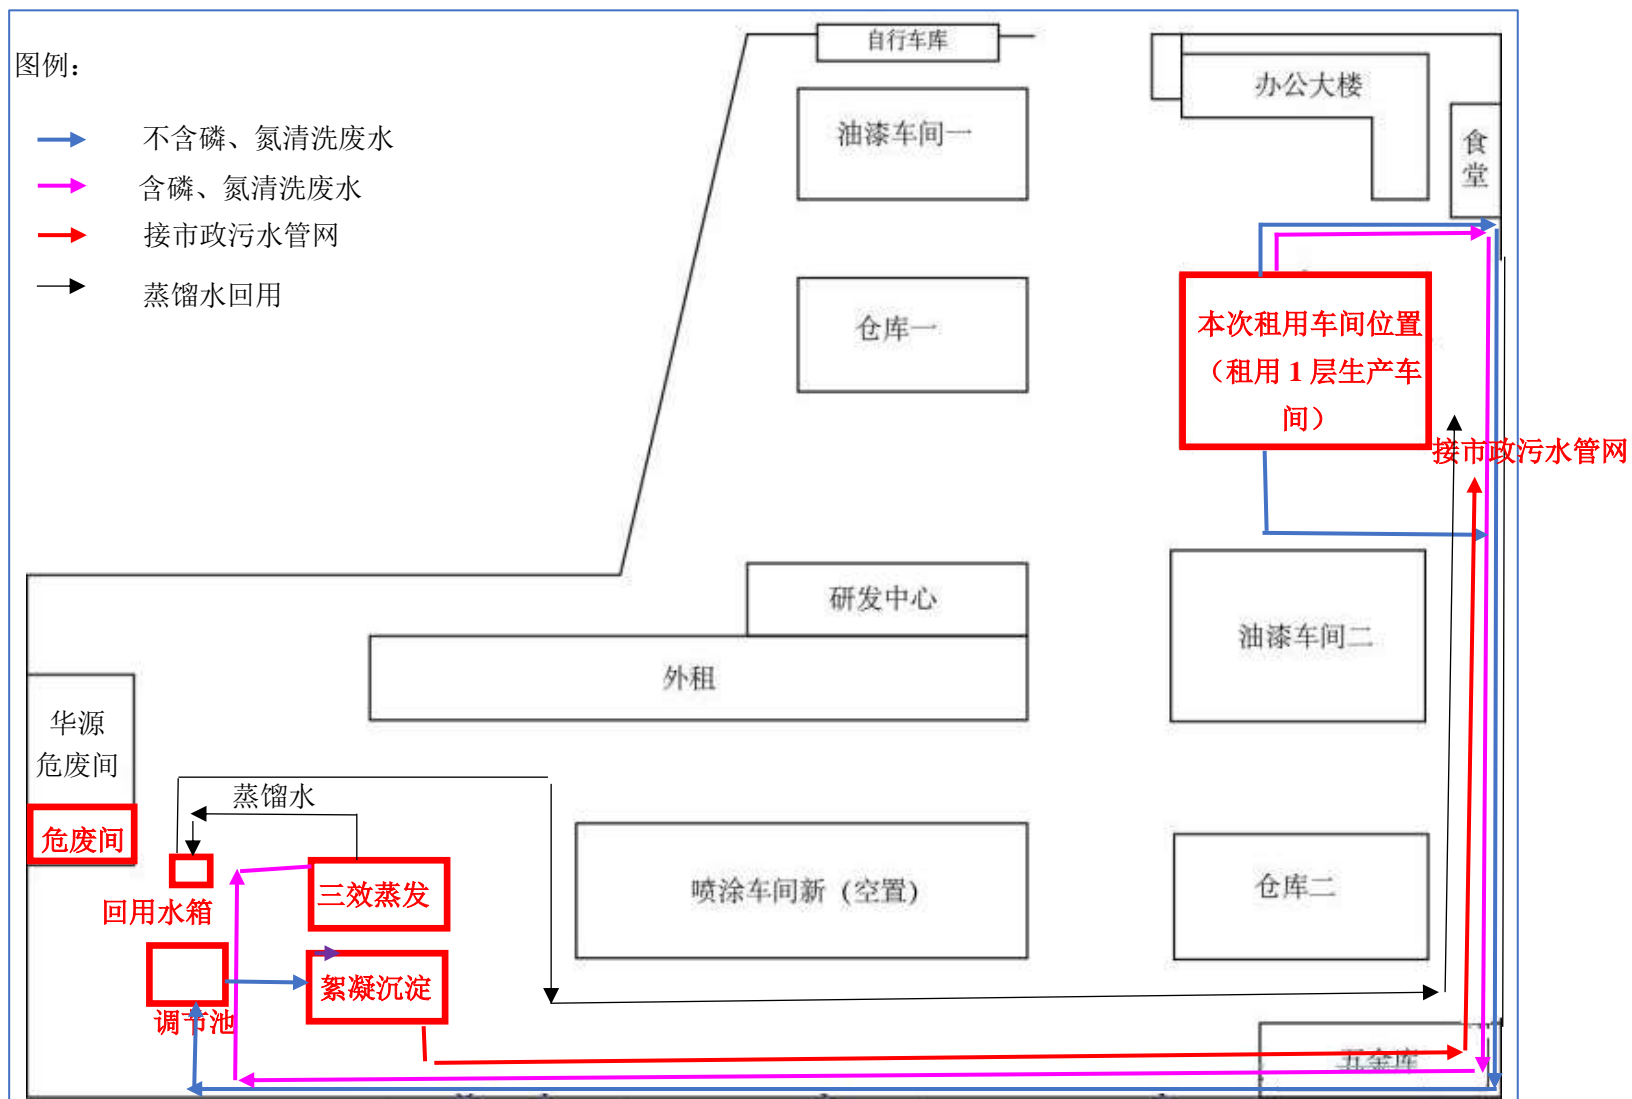 自行车库
图例：
办公大楼
油漆车间一
不含磷、氮清洗废水
食堂
含磷、氮清洗废水
接市政污水管网
蒸馏水回用
仓库一
本次租用车间位置
（租用 1 层生产车
间）
接市政污水管网
研发中心
油漆车间二
外租
华源
危废间
蒸馏水
危废间
三效蒸发
喷涂车间新（空置）
仓库二
回用水箱
絮凝沉淀
调节池
五金库